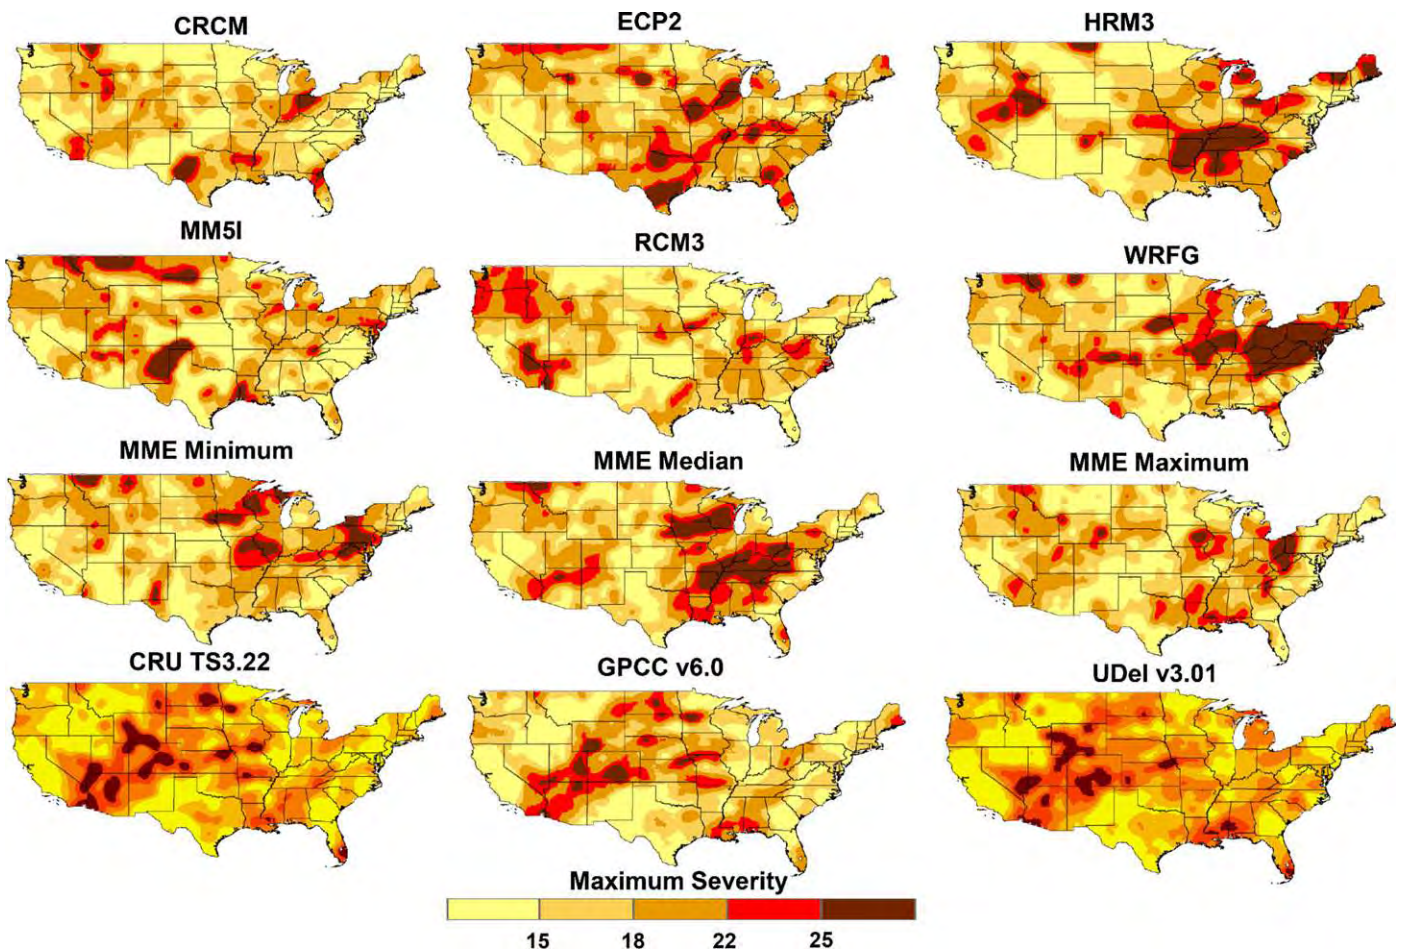 CRCM
ECP2
HRM3
MM5I
RCM3
WRFG
MME Minimum
MME Median
MME Maximum
CRU TS3.22
GPCC v6.0
UDel v3.01
Maximum Severity
15 18 22 25